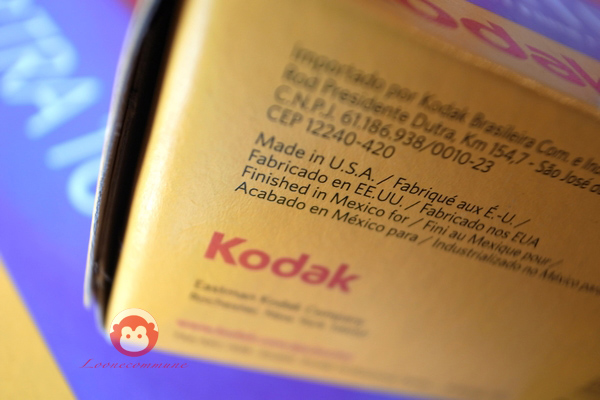 Kodak
Importado por Kodak Brasileira Com. e Ind
Rod Presidente Dutra, Km 154,7 - São José d
C.N.P.J. 61.186.938/0010-23
CEP 12240-420
Made in U.S.A. / Fabriqué aux É.-U. /
Fabricado en EE.UU. / Fabricado nos EUA
Finished in Mexico for / Fini au Mexique pour /
Acabado en México para / Industrializado no México para
Kodak
Eastman Kodak Company
Rochester, New York